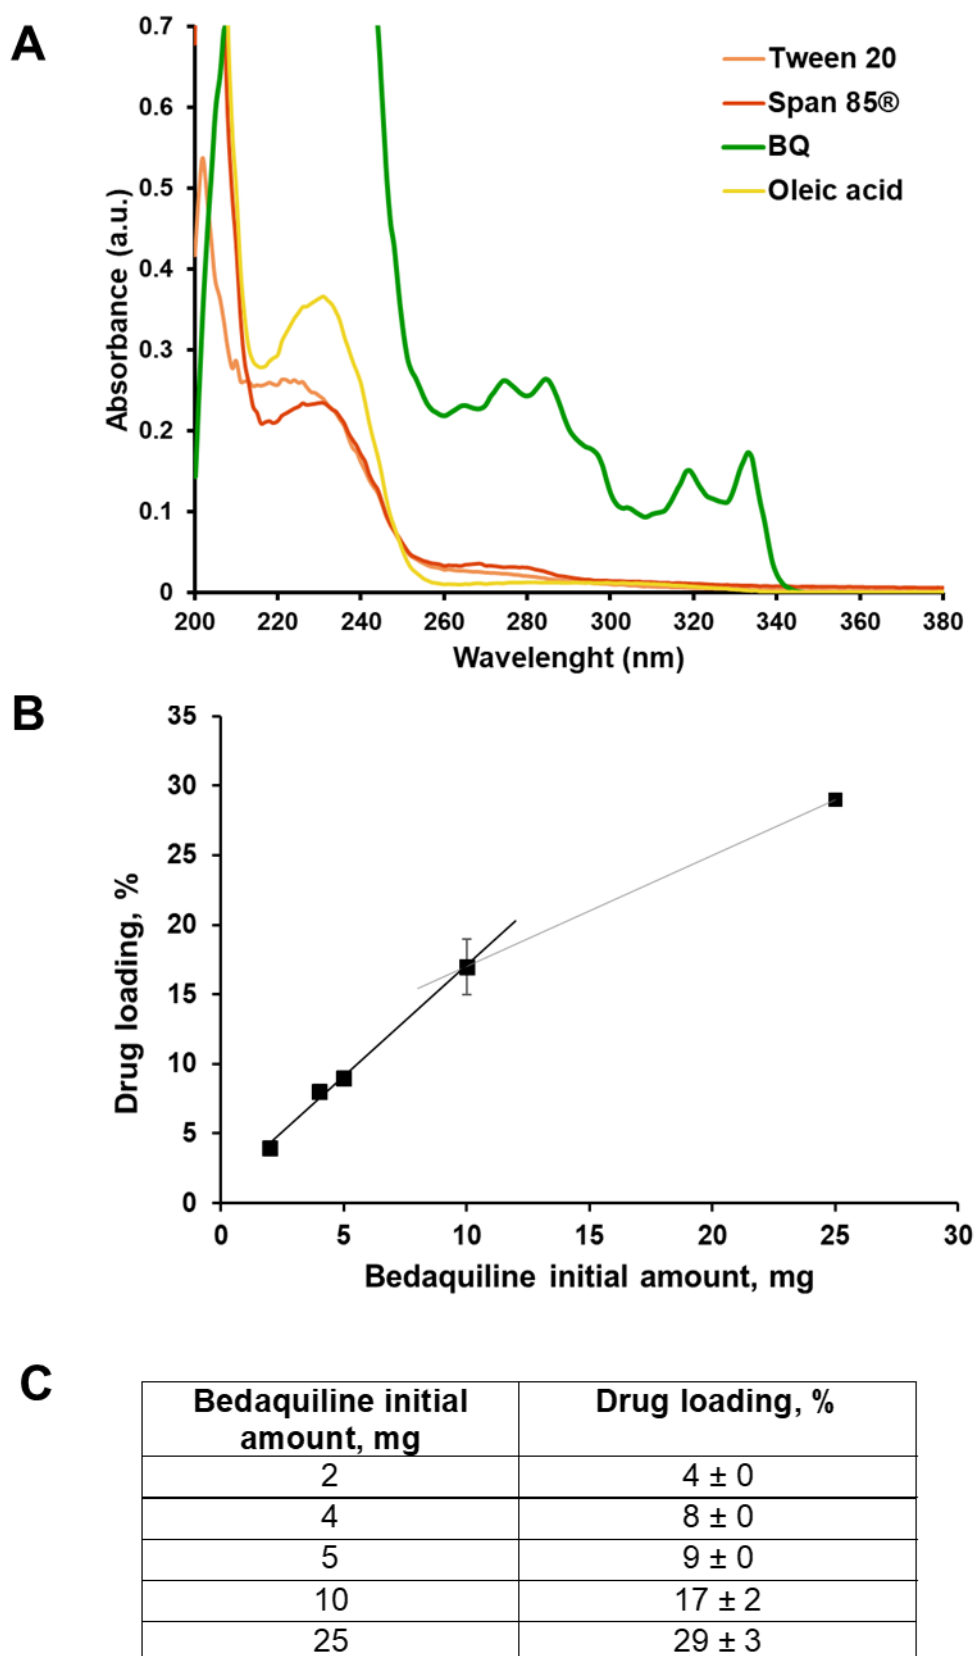 A
0.7
0.6
0.5
0.4
0.3
0.2
0.1
0
Absorbance (a.u.)
Tween 20
Span 85®
BQ
Oleic acid
200 220 240 260 280 300 320 340 360 380
Wavelenght (nm)
B
35
30
25
20
15
10
5
0
Drug loading, %
0 5 10 15 20 25 30
Bedaquiline initial amount, mg
C
Bedaquiline initial
amount, mg
Drug loading, %
2 4 ± 0
4 8 ± 0
5 9 ± 0
10 17 ± 2
25 29 ± 3